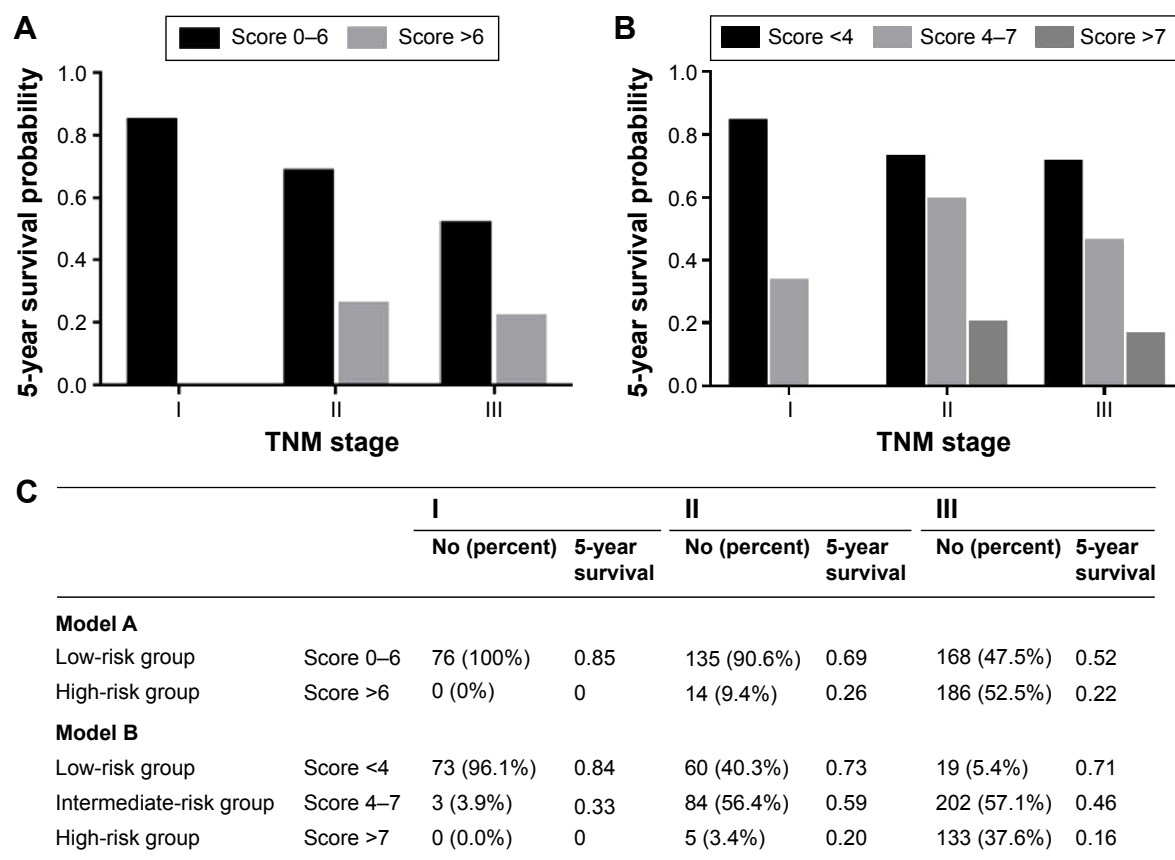 A
Score 0–6 Score >6
5-year survival probability
1.0
0.8
0.6
0.4
0.2
0.0
I II III
TNM stage
B
Score <4 Score 4–7 Score >7
5-year survival probability
1.0
0.8
0.6
0.4
0.2
0.0
I II III
TNM stage
C
I II III
No (percent) 5-year survival No (percent) 5-year survival No (percent) 5-year survival
Model A
Low-risk group Score 0–6 76 (100%) 0.85 135 (90.6%) 0.69 168 (47.5%) 0.52
High-risk group Score >6 0 (0%) 0 14 (9.4%) 0.26 186 (52.5%) 0.22
Model B
Low-risk group Score <4 73 (96.1%) 0.84 60 (40.3%) 0.73 19 (5.4%) 0.71
Intermediate-risk group Score 4–7 3 (3.9%) 0.33 84 (56.4%) 0.59 202 (57.1%) 0.46
High-risk group Score >7 0 (0.0%) 0 5 (3.4%) 0.20 133 (37.6%) 0.16